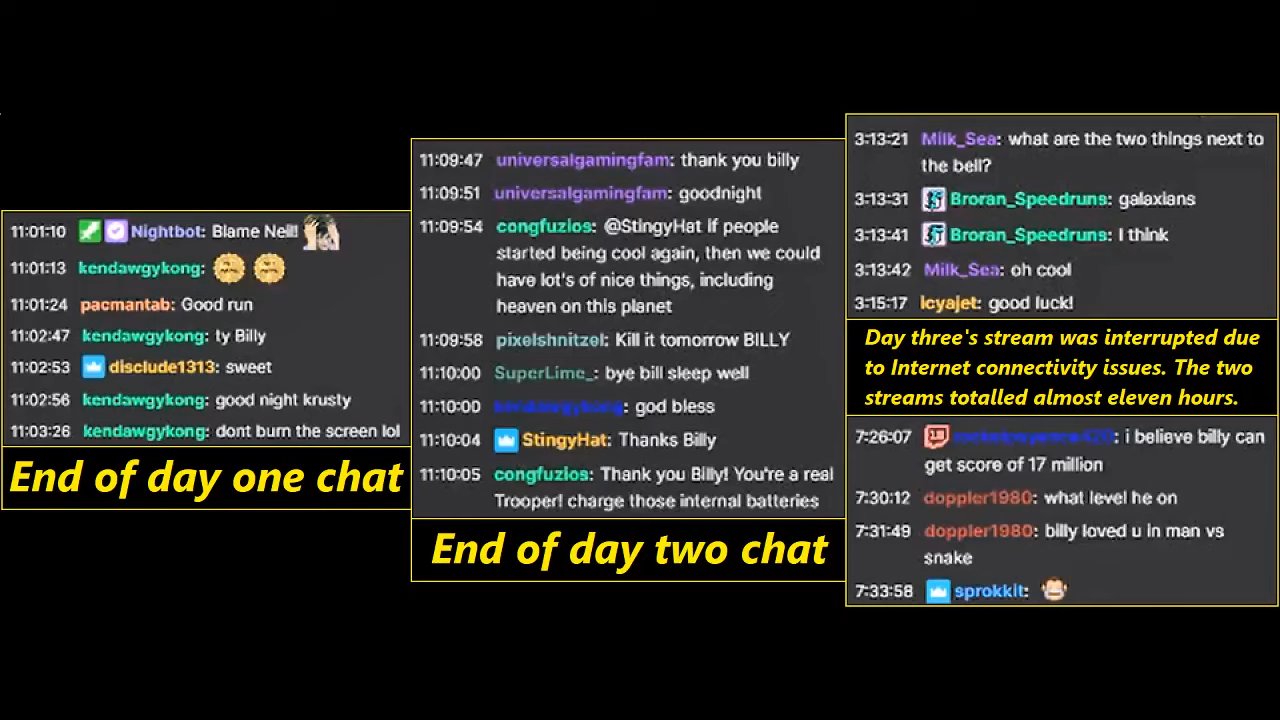 11:01:10 Nightbot: Blame Neil!
11:01:13 kendawgykong:
11:01:24 pacmantab: Good run
11:02:47 kendawgykong: ty Billy
11:02:53 disclude1313: sweet
11:02:56 kendawgykong: good night krusty
11:03:26 kendawgykong: dont burn the screen lol
End of day one chat
11:09:47 universalgamingfam: thank you billy
11:09:51 universalgamingfam: goodnight
11:09:54 congfuzios: @StingyHat if people
started being cool again, then we could
have lot's of nice things, including
heaven on this planet
11:09:58 pixelshnitzel: Kill it tomorrow BILLY
11:10:00 SuperLime_: bye bill sleep well
11:10:00 kendawgykong: god bless
11:10:04 StingyHat: Thanks Billy
11:10:05 congfuzios: Thank you Billy! You're a real
Trooper! charge those internal batteries
End of day two chat
3:13:21 Milk_Sea: what are the two things next to
the bell?
3:13:31 Broran_Speedruns: galaxians
3:13:41 Broran_Speedruns: I think
3:13:42 Milk_Sea: oh cool
3:15:17 icyajet: good luck!
Day three's stream was interrupted due
to Internet connectivity issues. The two
streams totalled almost eleven hours.
7:26:07 : i believe billy can
get score of 17 million
7:30:12 doppler1980: what level he on
7:31:49 doppler1980: billy loved u in man vs
snake
7:33:58 sprokkit: